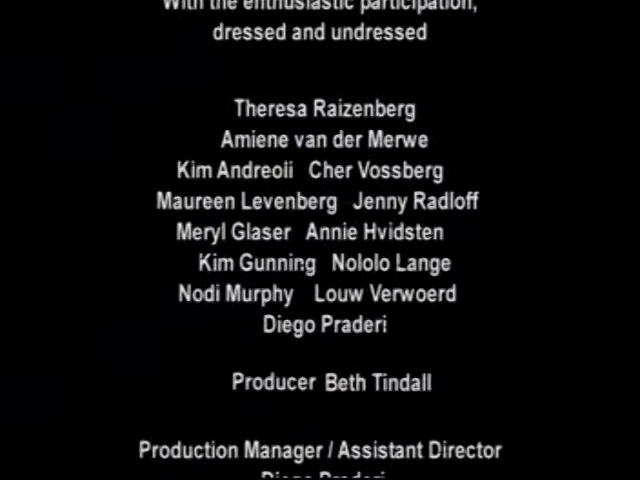 With the enthusiastic participation,
dressed and undressed
Theresa Raizenberg
Amiene van der Merwe
Kim Andreoli Cher Vossberg
Maureen Levenberg Jenny Radloff
Meryl Glaser Annie Hvidsten
Kim Gunning Nololo Lange
Nodi Murphy Louw Verwoerd
Diego Praderi
Producer Beth Tindall
Production Manager / Assistant Director
Diego Praderi